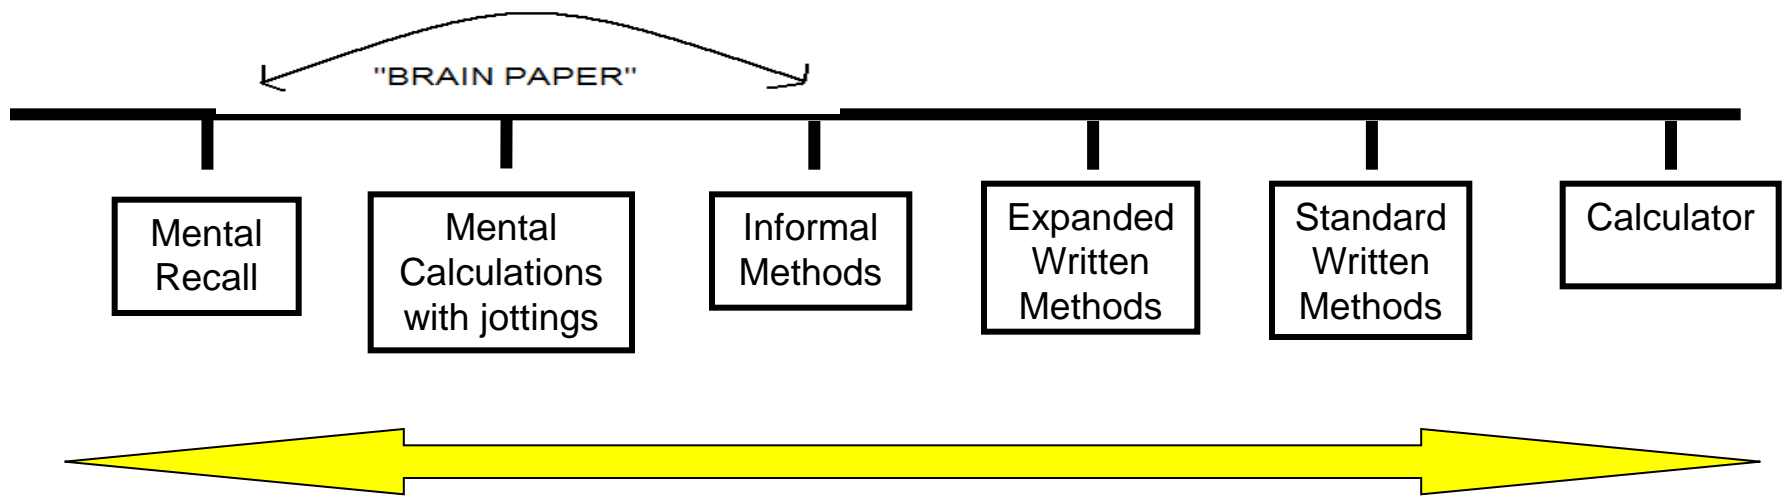 "BRAIN PAPER"
Mental
Recall
Mental
Calculations
with jottings
Informal
Methods
Expanded
Written
Methods
Standard
Written
Methods
Calculator